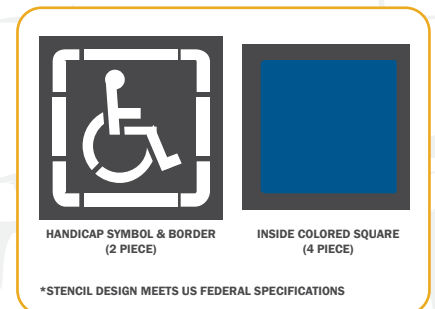 HANDICAP SYMBOL & BORDER
(2 PIECE)
INSIDE COLORED SQUARE
(4 PIECE)
*STENCIL DESIGN MEETS US FEDERAL SPECIFICATIONS